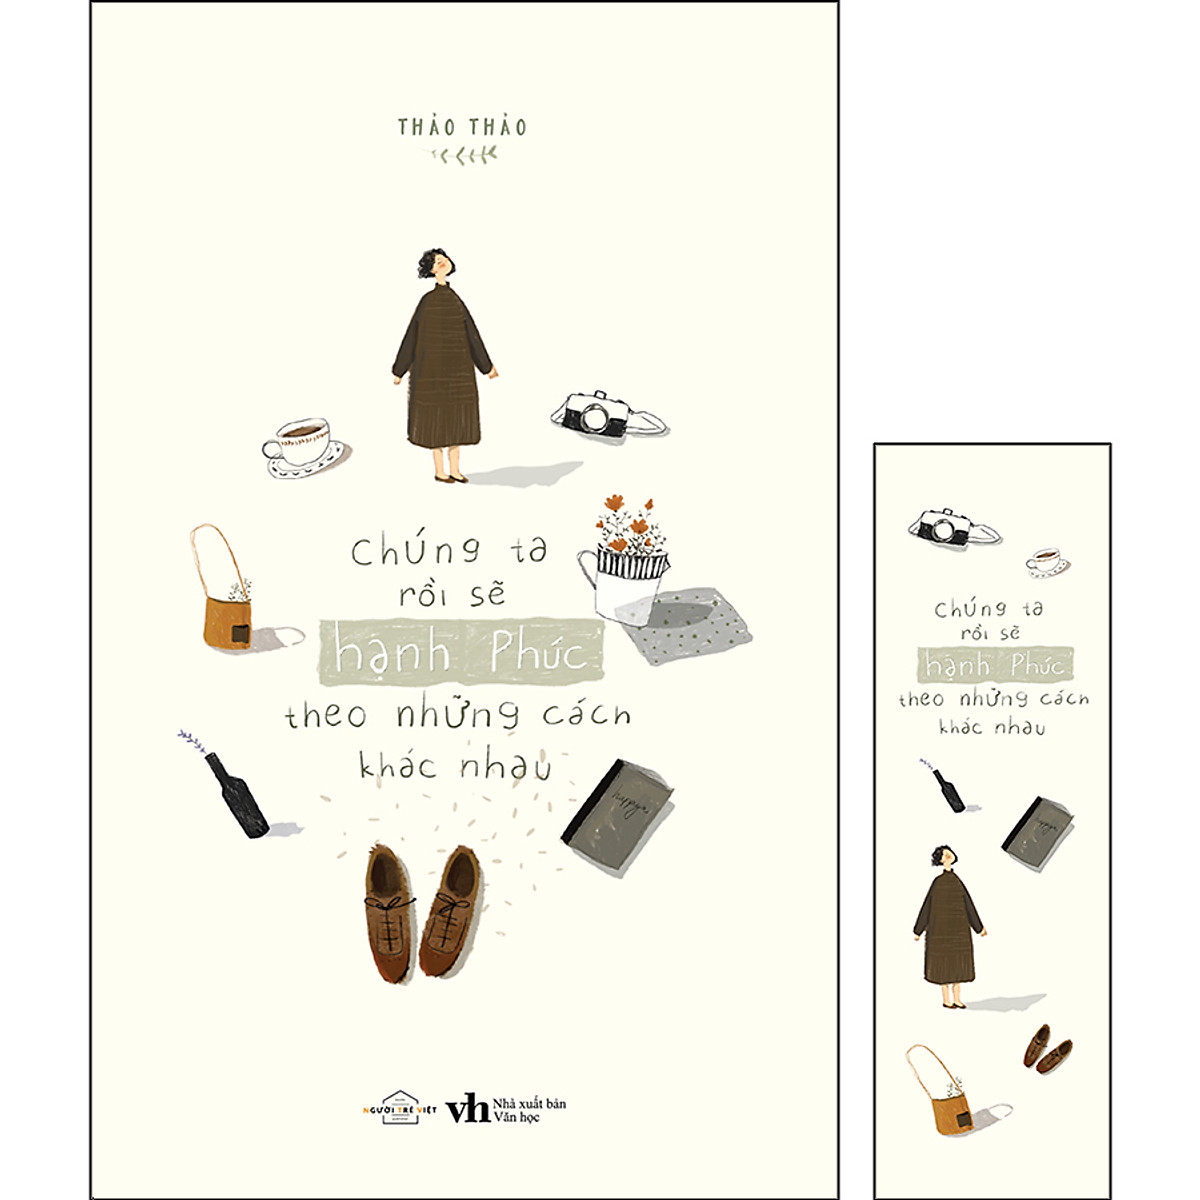 THẢO THẢO
Chúng ta
rồi sẽ
hạnh Phúc
theo những cách
khác nhau
NGƯỜI TRẺ VIỆT
vh Nhà xuất bản
Văn học
Chúng ta
rồi sẽ
hạnh Phúc
theo những cách
khác nhau